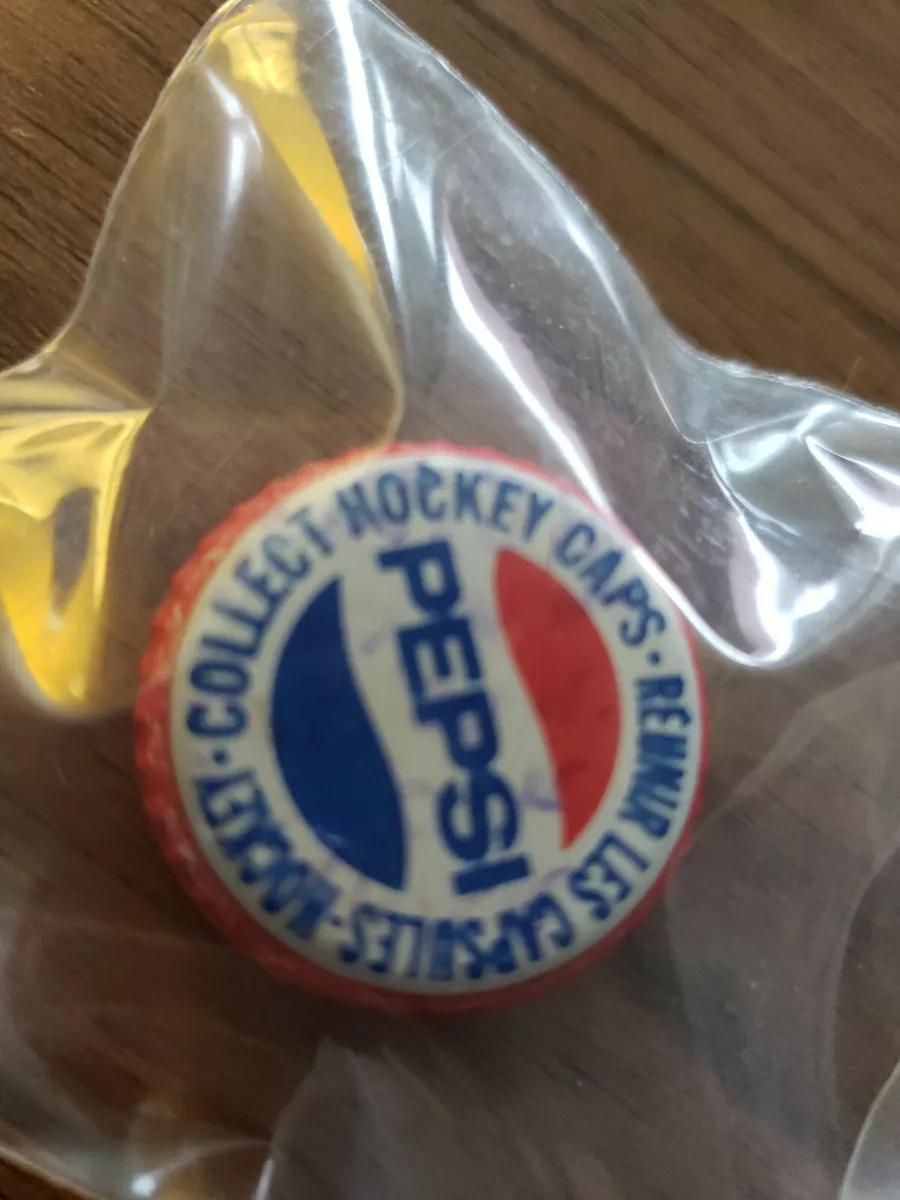 COLLECT HOCKEY CAPS · REUNIR LES CAPSULES-HOCKEY ·
PEPSI